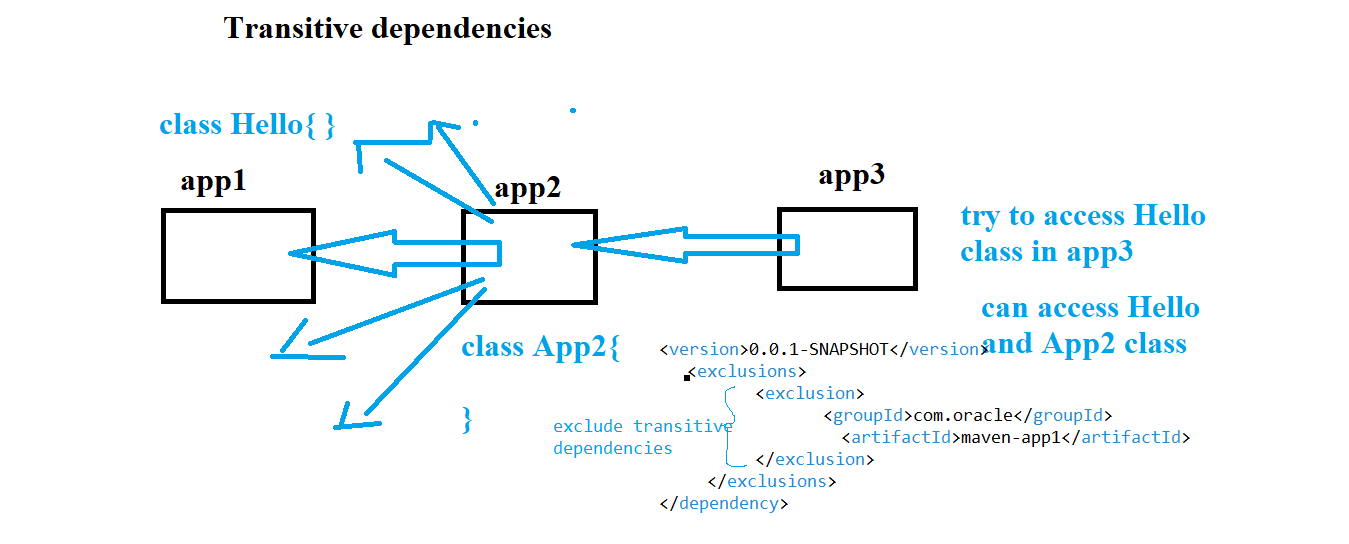 Transitive dependencies
class Hello{ }
app1
app2
app3
try to access Hello
class in app3
can access Hello
and App2 class
class App2{
}
<version>0.0.1-SNAPSHOT</version>
<exclusions>
<exclusion>
<groupId>com.oracle</groupId>
<artifactId>maven-app1</artifactId>
</exclusion>
</exclusions>
</dependency>
exclude transitive
dependencies